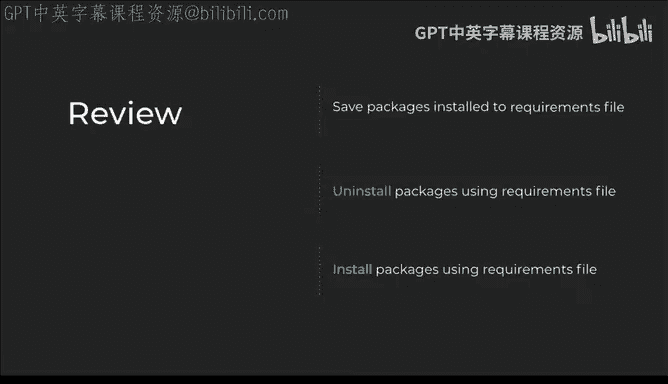 GPT中英字幕课程资源@bilibili.com
GPT中英字幕课程资源 bilibili
Review
Save packages installed to requirements file
Uninstall packages using requirements file
Install packages using requirements file